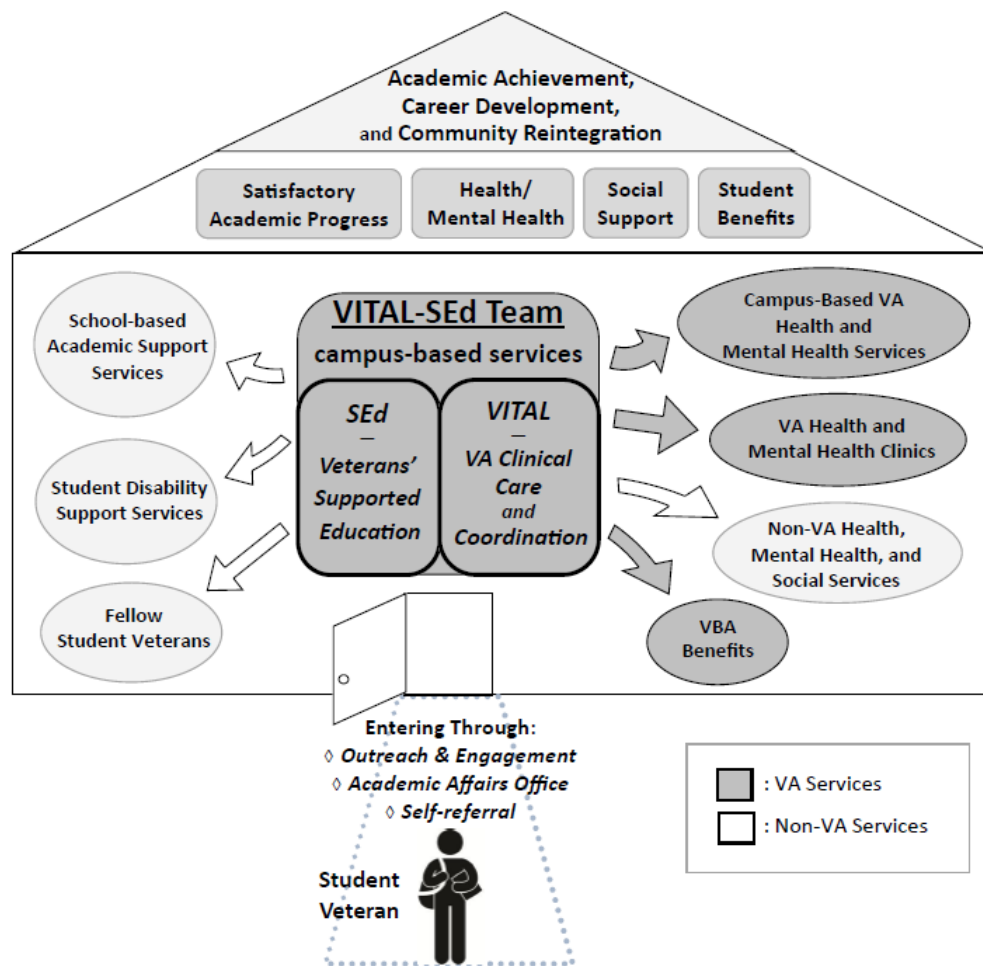 Academic Achievement,
Career Development,
and Community Reintegration
Satisfactory
Academic Progress
Health/
Mental Health
Social
Support
Student
Benefits
School-based
Academic Support
Services
Student Disability
Support Services
Fellow
Student Veterans
VITAL-SEd Team
campus-based services
SEd
–
Veterans’
Supported
Education
VITAL
–
VA Clinical
Care
and
Coordination
Campus-Based VA
Health and
Mental Health Services
VA Health and
Mental Health Clinics
Non-VA Health,
Mental Health, and
Social Services
VBA
Benefits
Entering Through:
◊ Outreach & Engagement
◊ Academic Affairs Office
◊ Self-referral
Student
Veteran
: VA Services
: Non-VA Services